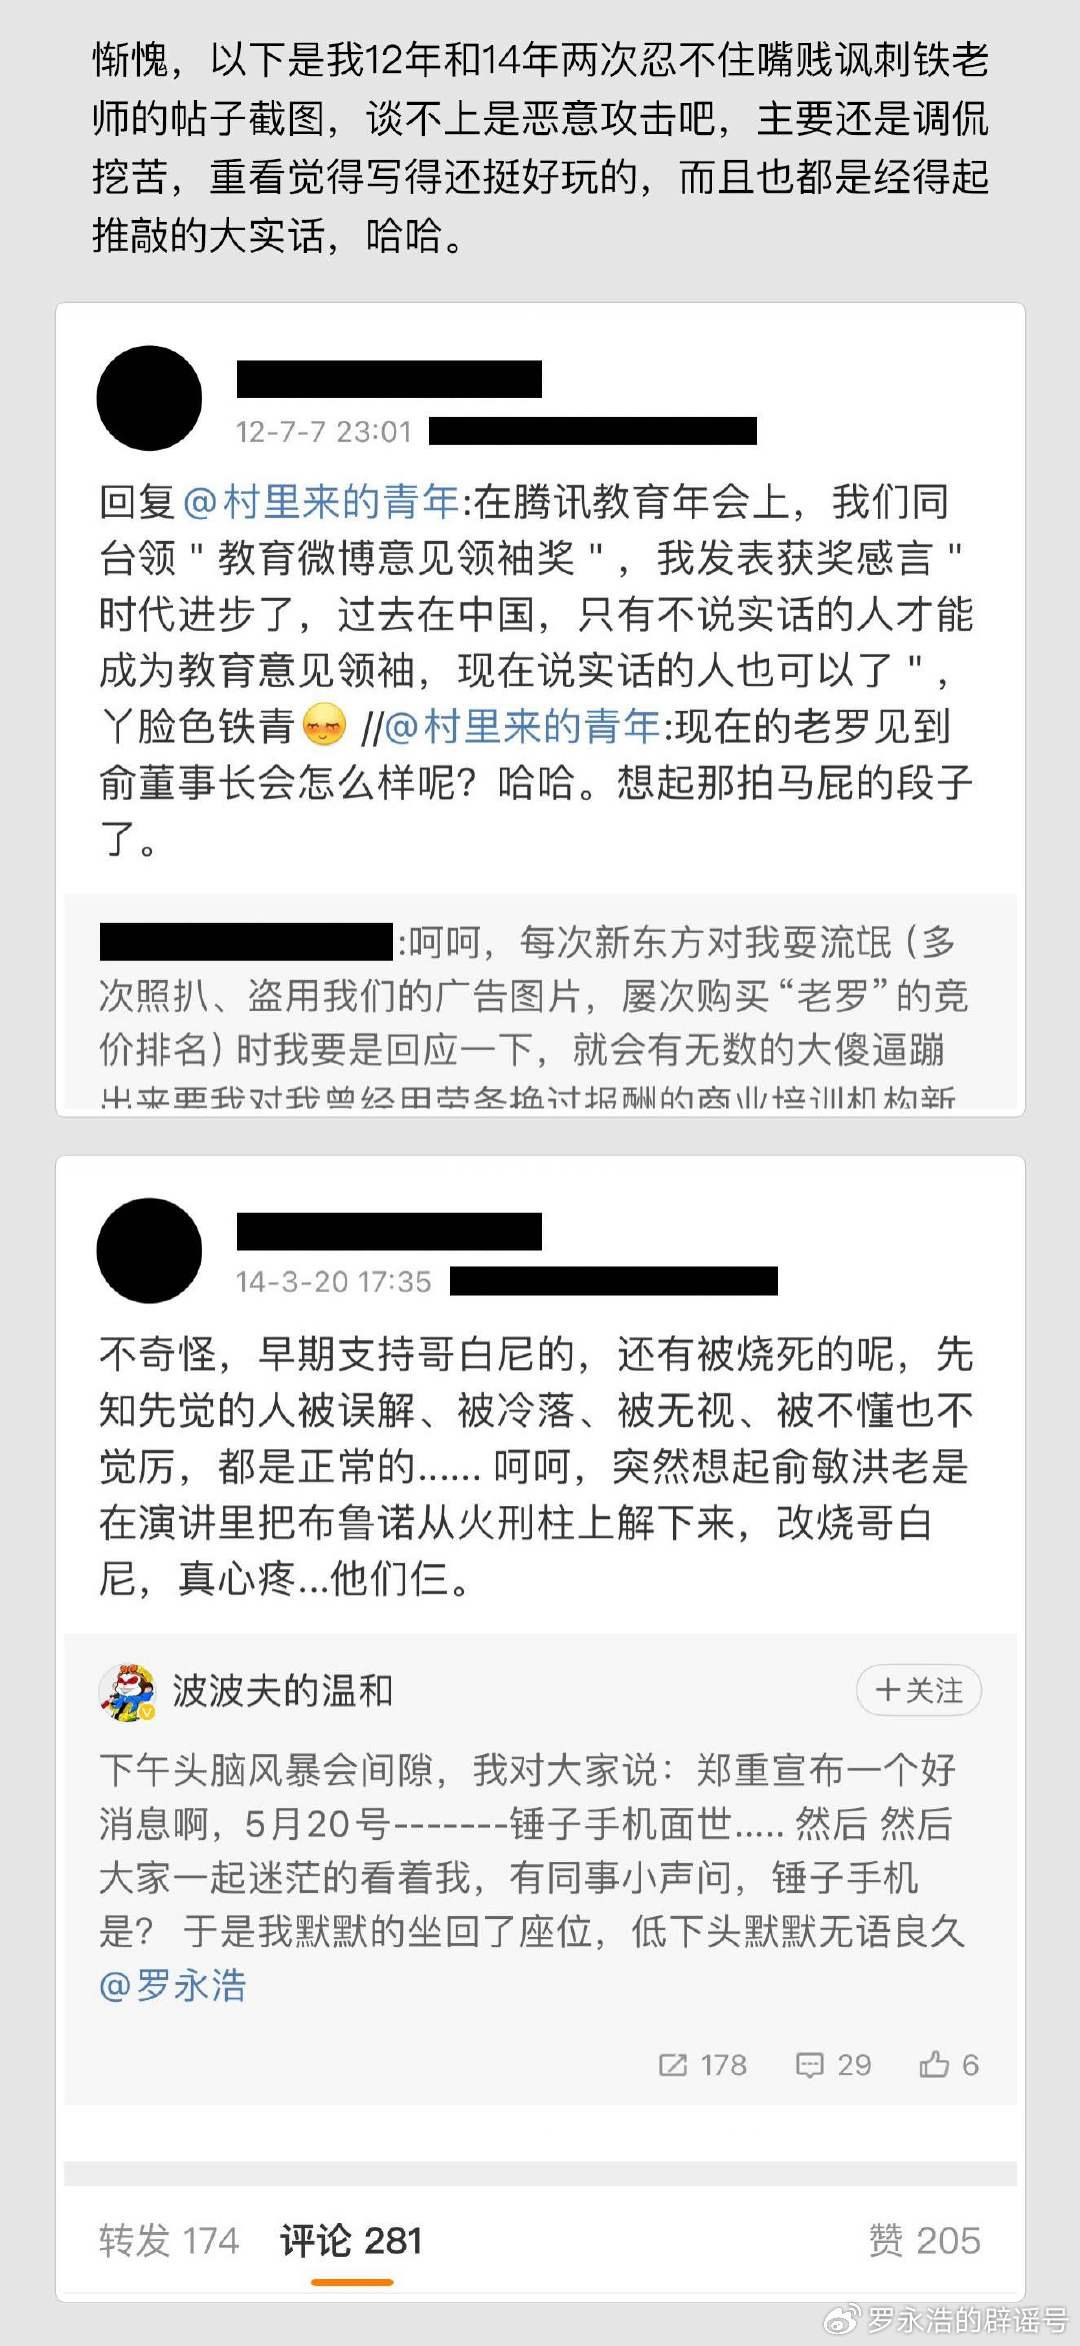 惭愧，以下是我12年和14年两次忍不住嘴贱讽刺铁老
师的帖子截图，谈不上是恶意攻击吧，主要还是调侃
挖苦，重看觉得写得还挺好玩的，而且也都是经得起
推敲的大实话，哈哈。
12-7-7 23:01
回复@村里来的青年:在腾讯教育年会上，我们同
台领＂教育微博意见领袖奖＂，我发表获奖感言＂
时代进步了，过去在中国，只有不说实话的人才能
成为教育意见领袖，现在说实话的人也可以了＂，
丫脸色铁青 //@村里来的青年:现在的老罗见到
俞董事长会怎么样呢？哈哈。想起那拍马屁的段子
了。
:呵呵，每次新东方对我耍流氓（多
次照扒、盗用我们的广告图片，屡次购买“老罗”的竞
价排名）时我要是回应一下，就会有无数的大傻逼蹦
出来要我对我曾经用劳务换过报酬的商业培训机构新
14-3-20 17:35
不奇怪，早期支持哥白尼的，还有被烧死的呢，先
知先觉的人被误解、被冷落、被无视、被不懂也不
觉厉，都是正常的...... 呵呵，突然想起俞敏洪老是
在演讲里把布鲁诺从火刑柱上解下来，改烧哥白
尼，真心疼...他们仨。
波波夫的温和
＋关注
下午头脑风暴会间隙，我对大家说：郑重宣布一个好
消息啊，5月20号-------锤子手机面世..... 然后 然后
大家一起迷茫的看着我，有同事小声问，锤子手机
是？ 于是我默默的坐回了座位，低下头默默无语良久
@罗永浩
178 29 6
转发 174 评论 281 赞 205
罗永浩的辟谣号